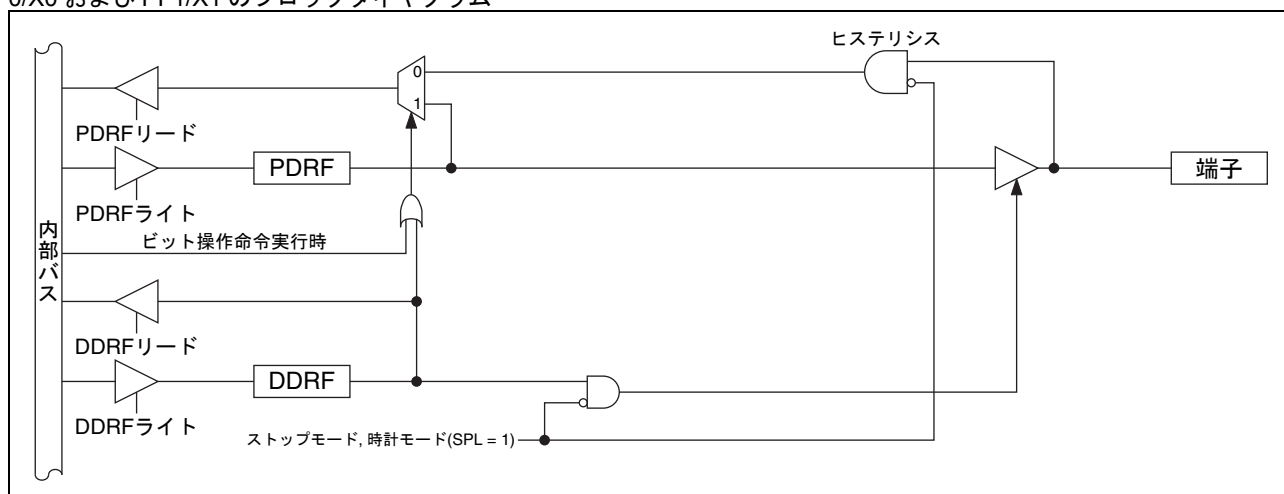 ヒステリシス
0
1
PDRFリード
PDRF
端子
PDRFライト
ビット操作命令実行時
内部バス
DDRFリード
DDRF
DDRFライト
ストップモード, 時計モード(SPL = 1)